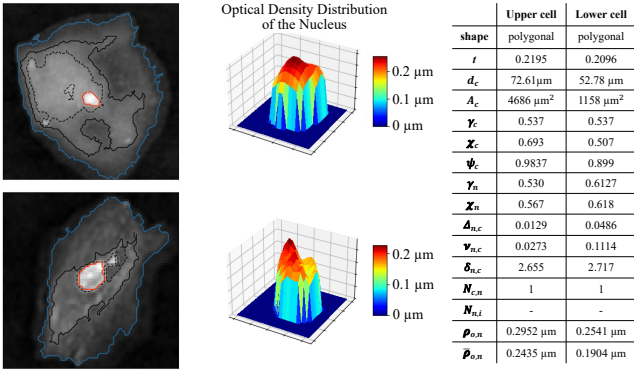 Optical Density Distribution
of the Nucleus
0.2 µm
0.1 µm
0 µm
0.2 µm
0.1 µm
0 µm
Upper cell Lower cell
shape polygonal polygonal
t 0.2195 0.2096
d_c 72.61µm 52.78 µm
A_c 4686 µm² 1158 µm²
γ_c 0.537 0.537
χ_c 0.693 0.507
ψ_c 0.9837 0.899
γ_n 0.530 0.6127
χ_n 0.567 0.618
Δ_n,c 0.0129 0.0486
ν_n,c 0.0273 0.1114
δ_n,c 2.655 2.717
N_c,n 1 1
N_n,i - -
ρ_o,n 0.2952 µm 0.2541 µm
ρ̅_o,n 0.2435 µm 0.1904 µm